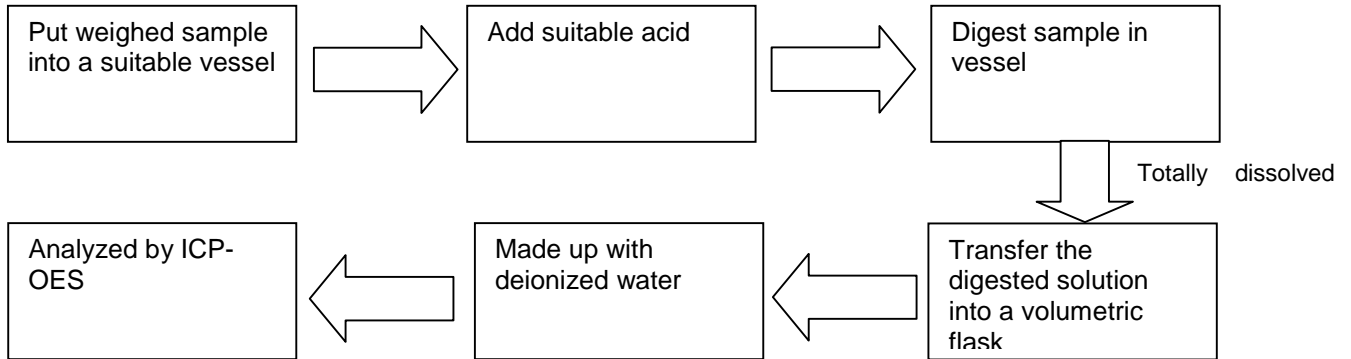 Put weighed sample
into a suitable vessel
Add suitable acid
Digest sample in
vessel
Totally dissolved
Transfer the
digested solution
into a volumetric
flask
Made up with
deionized water
Analyzed by ICP-
OES